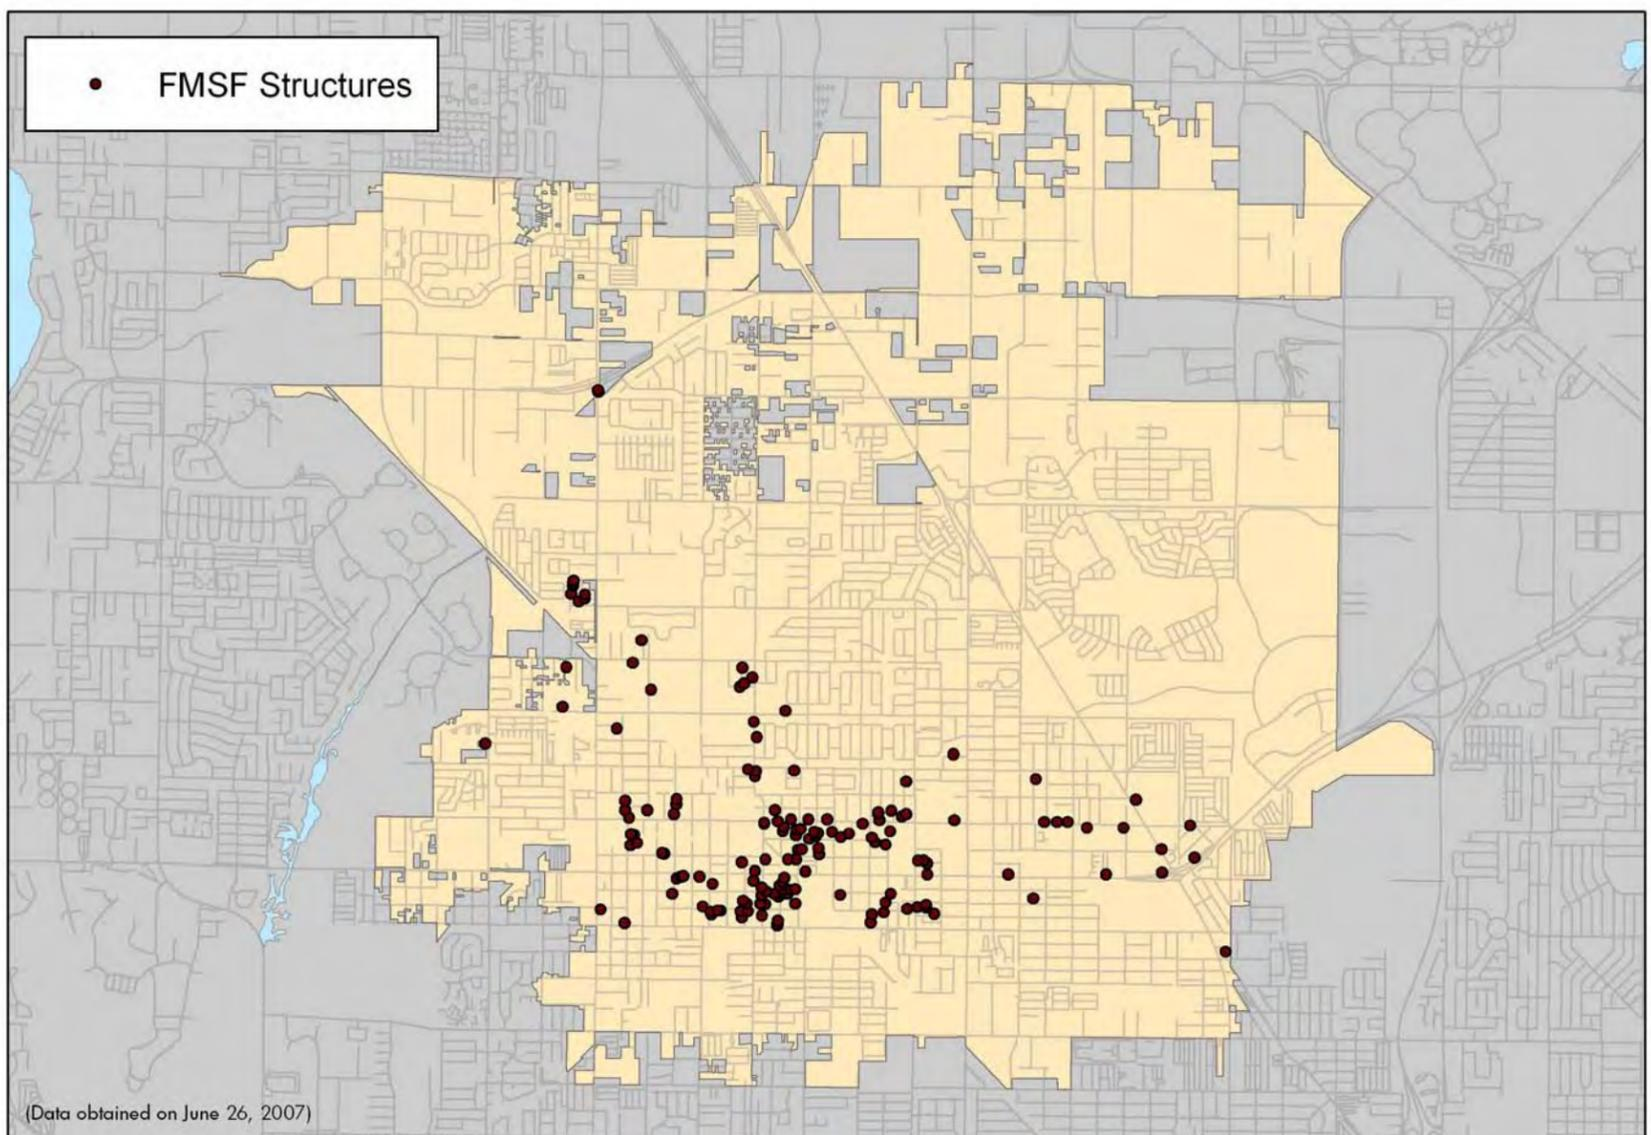 FMSF Structures
(Data obtained on June 26, 2007)